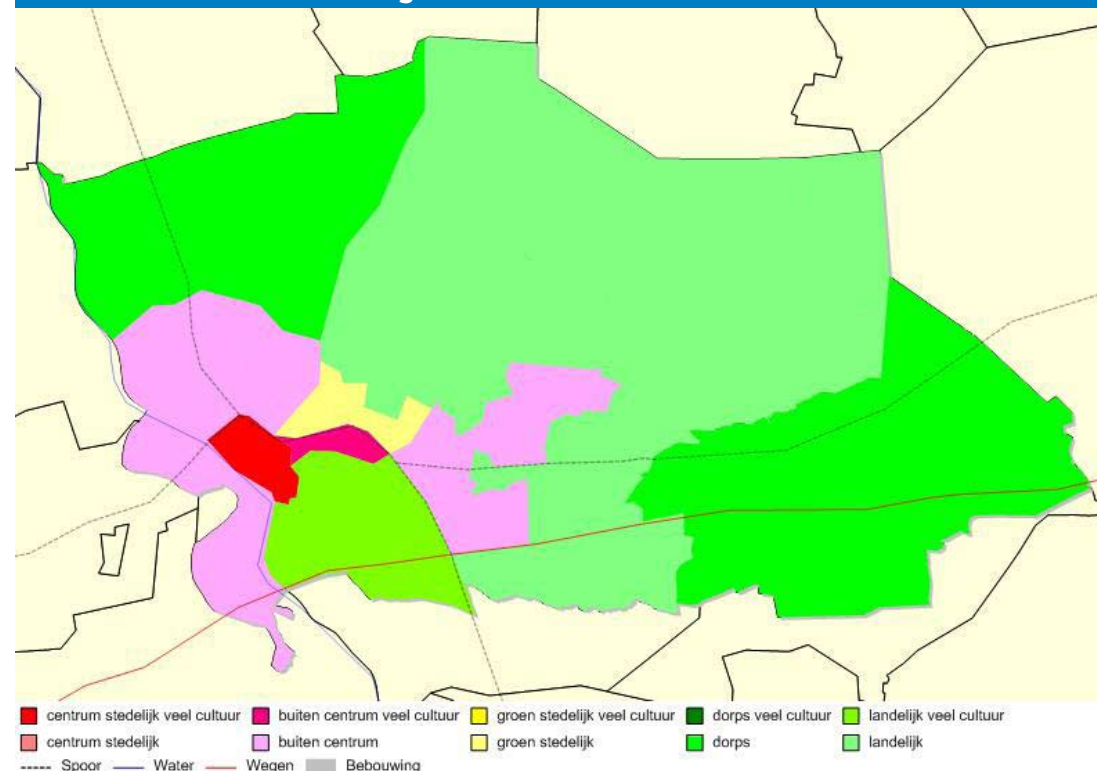 centrum stedelijk veel cultuur buiten centrum veel cultuur groen stedelijk veel cultuur dorps veel cultuur landelijk veel cultuur
centrum stedelijk buiten centrum groen stedelijk dorps landelijk
Spoor Water Wegen Bebouwing